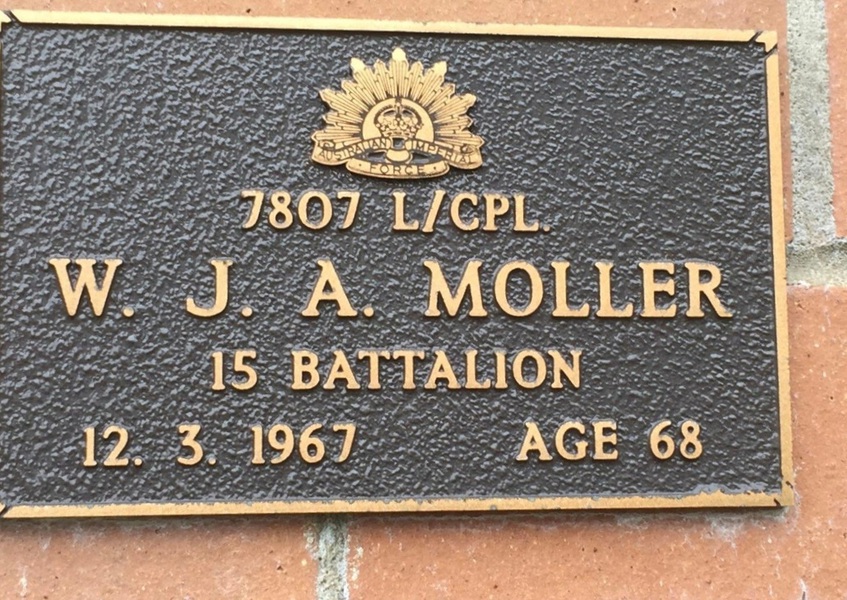 AUSTRALIAN IMPERIAL
FORCE
7807 L/CPL.
W. J. A. MOLLER
15 BATTALION
12. 3. 1967 AGE 68